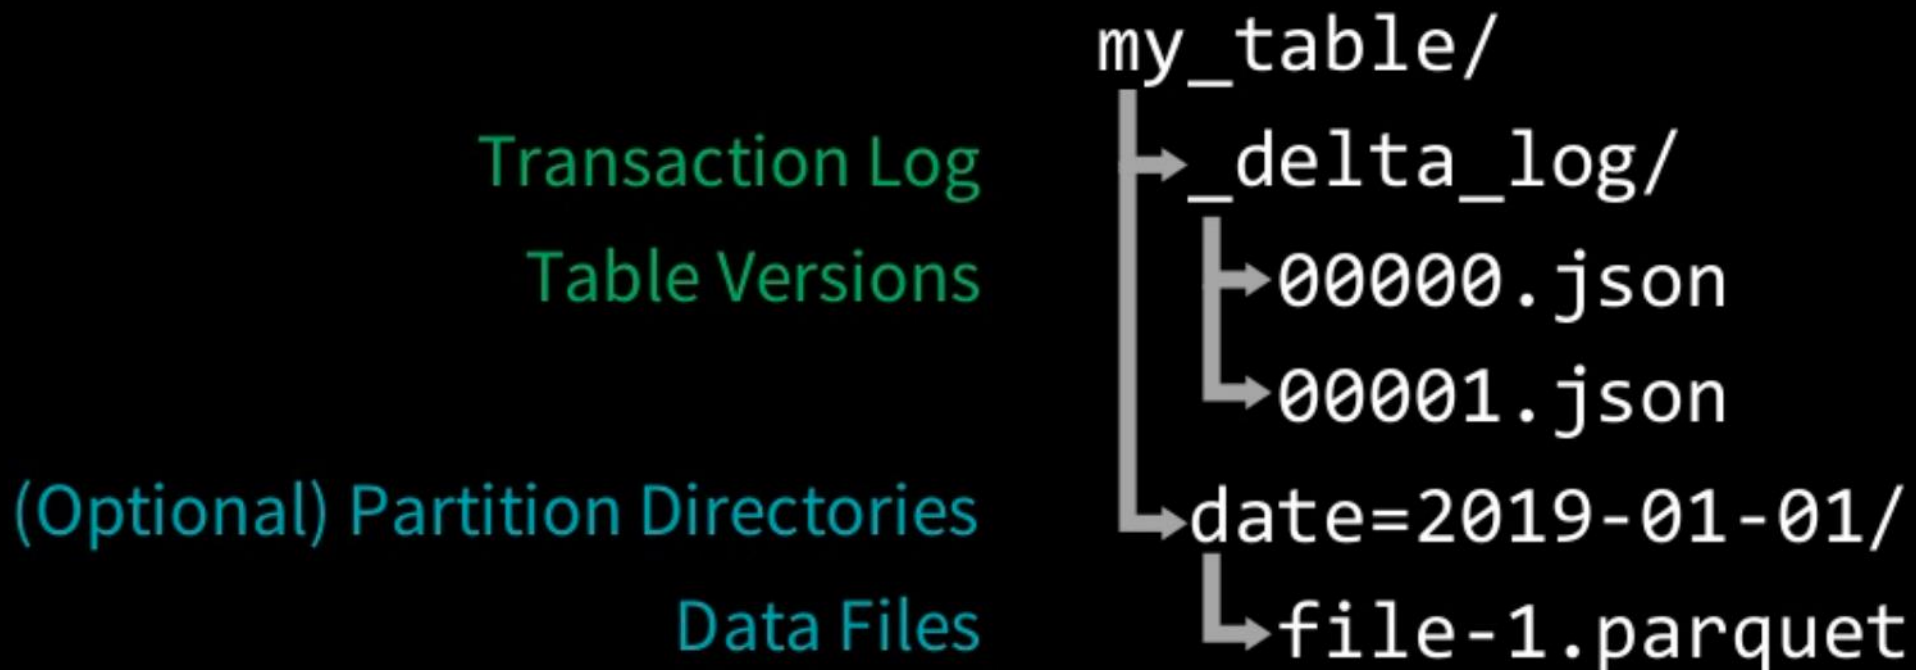 my_table/
Transaction Log _delta_log/
Table Versions 00000.json
00001.json
(Optional) Partition Directories date=2019-01-01/
Data Files file-1.parquet